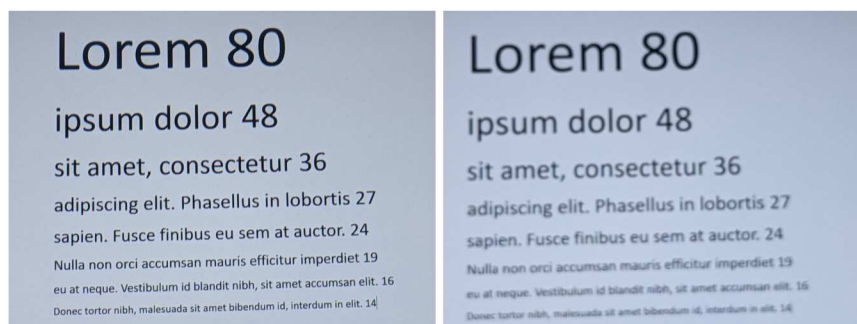 Lorem 80
ipsum dolor 48
sit amet, consectetur 36
adipiscing elit. Phasellus in lobortis 27
sapien. Fusce finibus eu sem at auctor. 24
Nulla non orci accumsan mauris efficitur imperdiet 19
eu at neque. Vestibulum id blandit nibh, sit amet accumsan elit. 16
Donec tortor nibh, malesuada sit amet bibendum id, interdum in elit. 14
Lorem 80
ipsum dolor 48
sit amet, consectetur 36
adipiscing elit. Phasellus in lobortis 27
sapien. Fusce finibus eu sem at auctor. 24
Nulla non orci accumsan mauris efficitur imperdiet 19
eu at neque. Vestibulum id blandit nibh, sit amet accumsan elit. 16
Donec tortor nibh, malesuada sit amet bibendum id, interdum in elit. 14